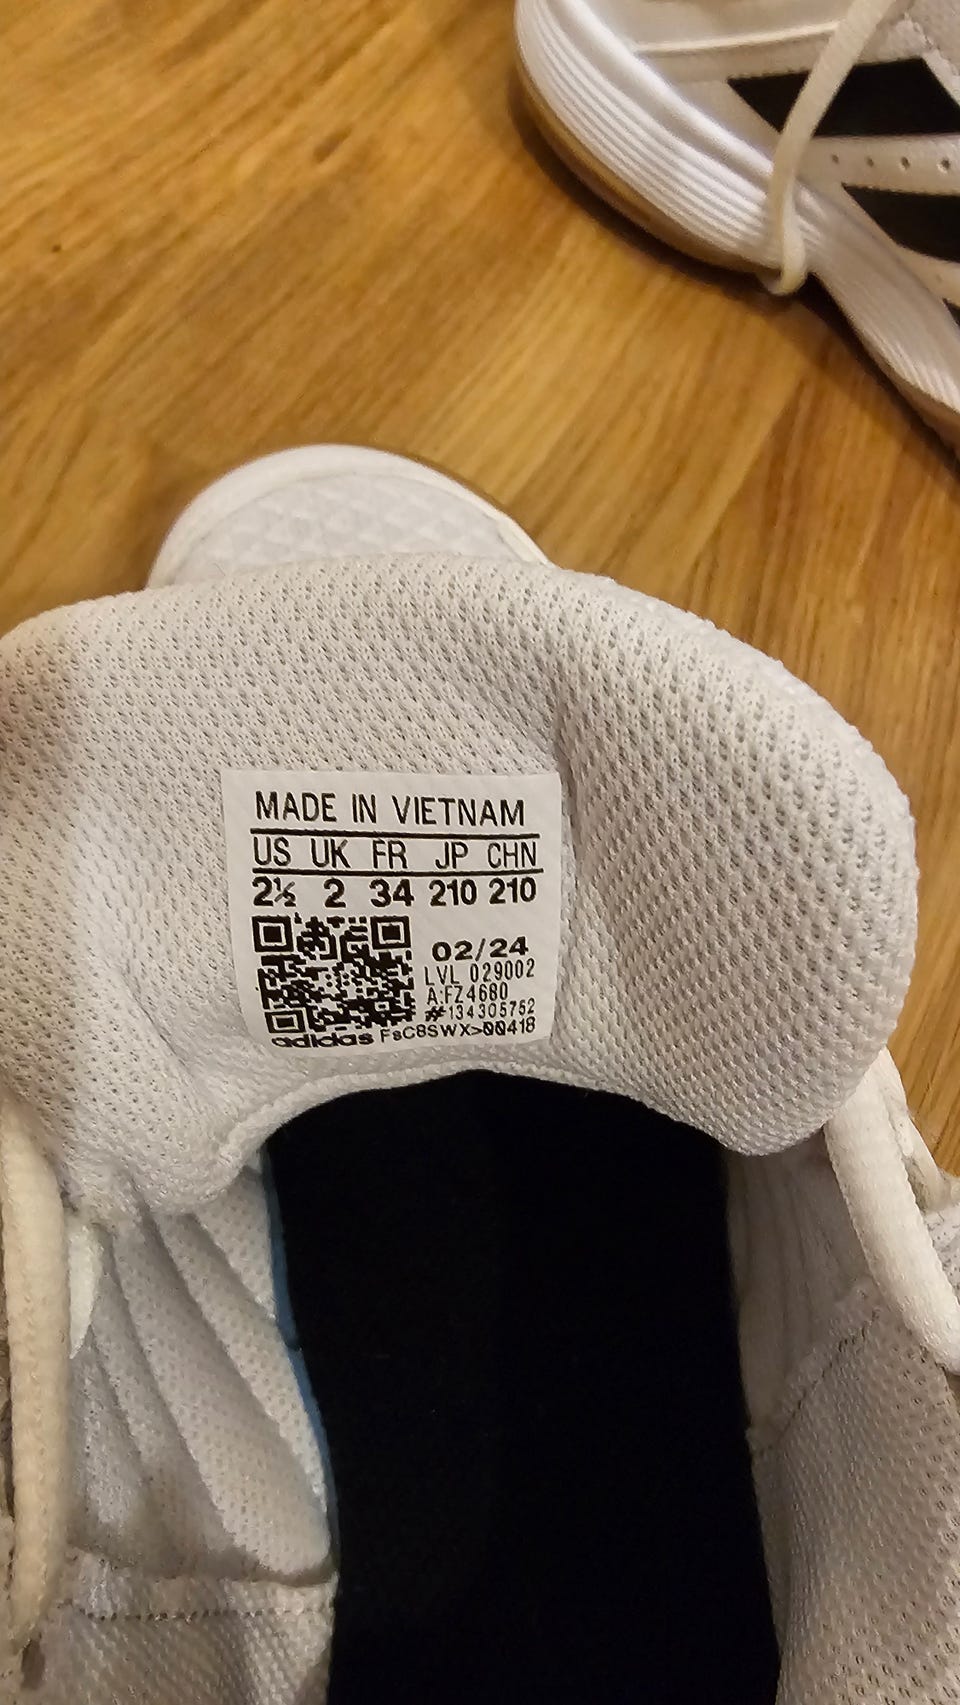 MADE IN VIETNAM
US UK FR JP CHN
2½ 2 34 210 210
02/24
LVL 029002
A:FZ4680
#134305752
adidas FsC8SWX>00418